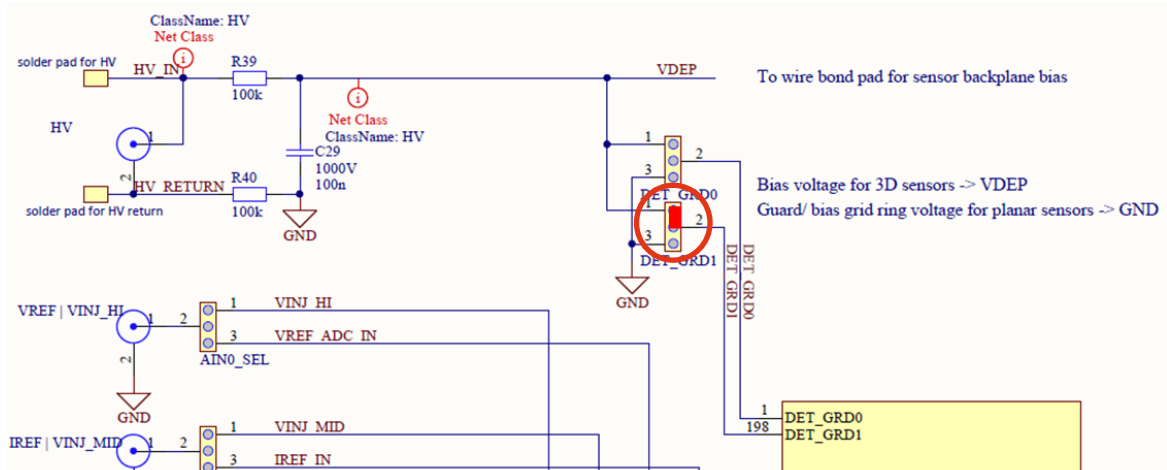 ClassName: HV
Net Class
i
solder pad for HV
HV_IN
R39
100k
VDEP
To wire bond pad for sensor backplane bias
i
Net Class
ClassName: HV
HV
1
2
C29
1000V
100n
1
2
3
DET_GRD0
HV_RETURN
R40
100k
solder pad for HV return
GND
Bias voltage for 3D sensors -> VDEP
Guard/ bias grid ring voltage for planar sensors -> GND
1
2
3
DET_GRD1
GND
DET_GRD0
DET_GRD1
VREF | VINJ_HI
1
2
2
GND
1
VINJ_HI
3
VREF_ADC_IN
AIN0_SEL
1
DET_GRD0
198
DET_GRD1
IREF | VINJ_MID
1
2
1
VINJ_MID
3
IREF_IN